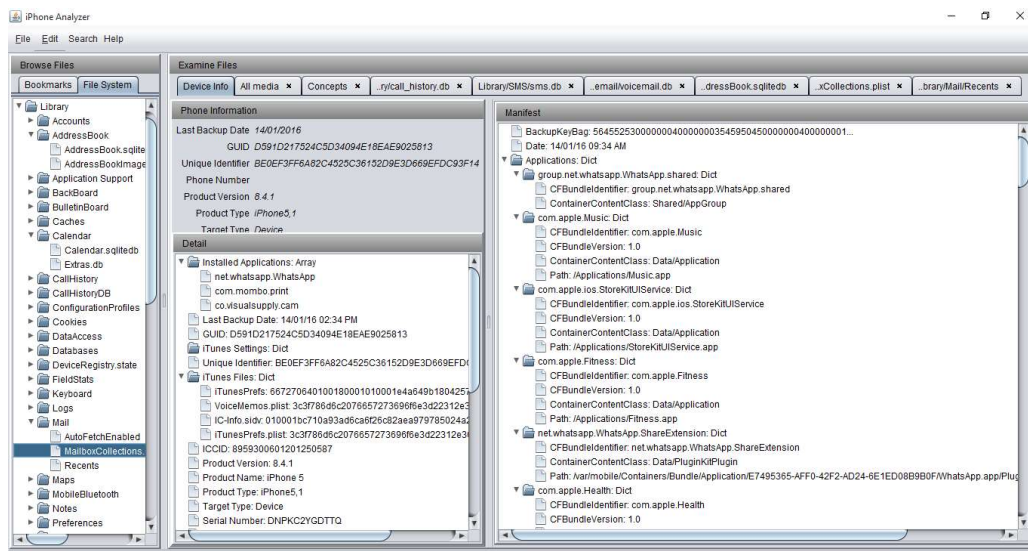 iPhone Analyzer
File Edit Search Help
Browse Files
Bookmarks File System
Library
Accounts
AddressBook
AddressBook.sqlite
AddressBookImage
Application Support
BackBoard
BulletinBoard
Caches
Calendar
Calendar.sqlitedb
Extras.db
CallHistory
CallHistoryDB
ConfigurationProfiles
Cookies
DataAccess
Databases
DeviceRegistry.state
FieldStats
Keyboard
Logs
Mail
AutoFetchEnabled
MailboxCollections.
Recents
Maps
MobileBluetooth
Notes
Preferences
Examine Files
Device Info All media × Concepts × ..ry/call_history.db × Library/SMS/sms.db × ..email/voicemail.db × ..dressBook.sqlitedb × ..xCollections.plist × ..brary/Mail/Recents ×
Phone Information
Last Backup Date 14/01/2016
GUID D591D217524C5D34094E18EAE9025813
Unique Identifier BE0EF3FF6A82C4525C36152D9E3D669EFDC93F14
Phone Number
Product Version 8.4.1
Product Type iPhone5,1
Target Type Device
Detail
Installed Applications: Array
net.whatsapp.WhatsApp
com.mombo.print
co.visualsupply.cam
Last Backup Date: 14/01/16 02:34 PM
GUID: D591D217524C5D34094E18EAE9025813
iTunes Settings: Dict
Unique Identifier: BE0EF3FF6A82C4525C36152D9E3D669EFD
iTunes Files: Dict
iTunesPrefs: 667270640100180001010001e4a649b1804257
VoiceMemos.plist: 3c3f786d6c2076657273696f6e3d22312e3
IC-Info.sidv: 010001bc710a93ad6ca6f26c82aea979785024a2
iTunesPrefs.plist: 3c3f786d6c2076657273696f6e3d22312e3
ICCID: 8959300601201250587
Product Version: 8.4.1
Product Name: iPhone 5
Product Type: iPhone5,1
Target Type: Device
Serial Number: DNPKC2YGDTTQ
Manifest
Date: 14/01/16 09:34 AM
Applications: Dict
group.net.whatsapp.WhatsApp.shared: Dict
CFBundleIdentifier: group.net.whatsapp.WhatsApp.shared
ContainerContentClass: Shared/AppGroup
com.apple.Music: Dict
CFBundleIdentifier: com.apple.Music
CFBundleVersion: 1.0
ContainerContentClass: Data/Application
Path: /Applications/Music.app
com.apple.ios.StoreKitUIService: Dict
CFBundleIdentifier: com.apple.ios.StoreKitUIService
CFBundleVersion: 1.0
ContainerContentClass: Data/Application
Path: /Applications/StoreKitUIService.app
com.apple.Fitness: Dict
CFBundleIdentifier: com.apple.Fitness
CFBundleVersion: 1.0
ContainerContentClass: Data/Application
Path: /Applications/Fitness.app
net.whatsapp.WhatsApp.ShareExtension: Dict
CFBundleIdentifier: net.whatsapp.WhatsApp.ShareExtension
ContainerContentClass: Data/PluginKitPlugin
Path: /var/mobile/Containers/Bundle/Application/E7495365-AFF0-42F2-AD24-6E1ED08B9B0F/WhatsApp.app/Plug
com.apple.Health: Dict
CFBundleIdentifier: com.apple.Health
CFBundleVersion: 1.0